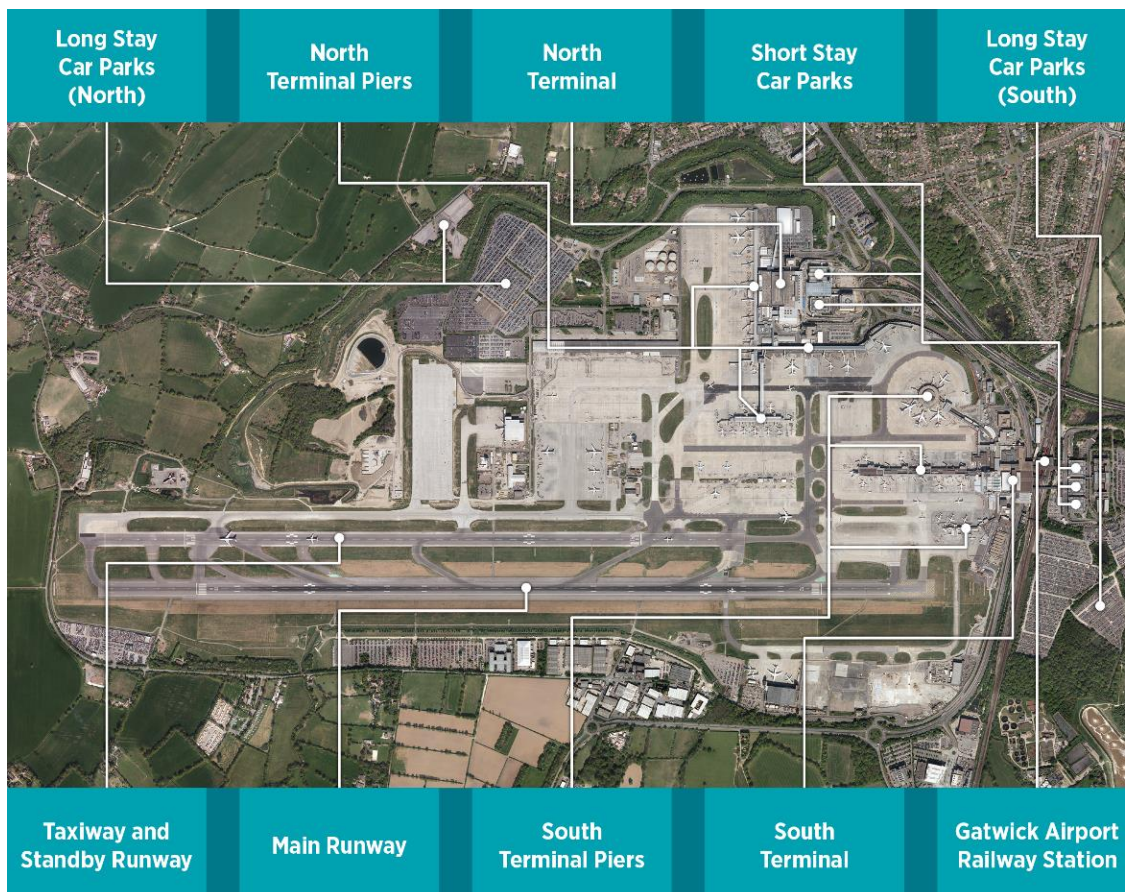 Long Stay
Car Parks
(North)
North
Terminal Piers
North
Terminal
Short Stay
Car Parks
Long Stay
Car Parks
(South)
Taxiway and
Standby Runway
Main Runway
South
Terminal Piers
South
Terminal
Gatwick Airport
Railway Station